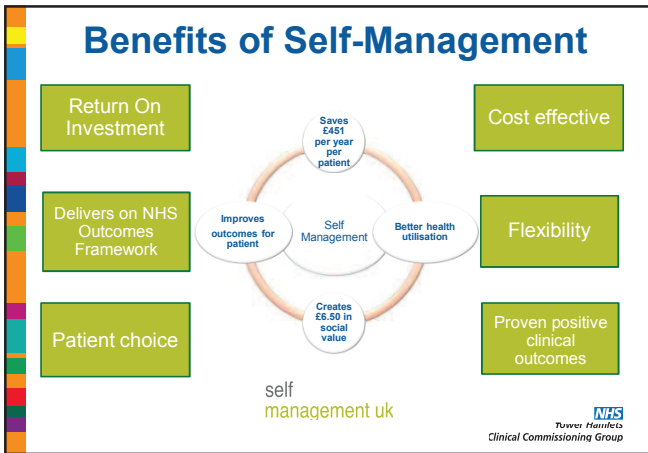 Benefits of Self-Management
Return On
Investment
Delivers on NHS
Outcomes
Framework
Patient choice
Saves
£451
per year
per
patient
Improves
outcomes for
patient
Self
Management
Better health
utilisation
Creates
£6.50 in
social
value
Cost effective
Flexibility
Proven positive
clinical
outcomes
self
management uk
NHS
Tower Hamlets
Clinical Commissioning Group